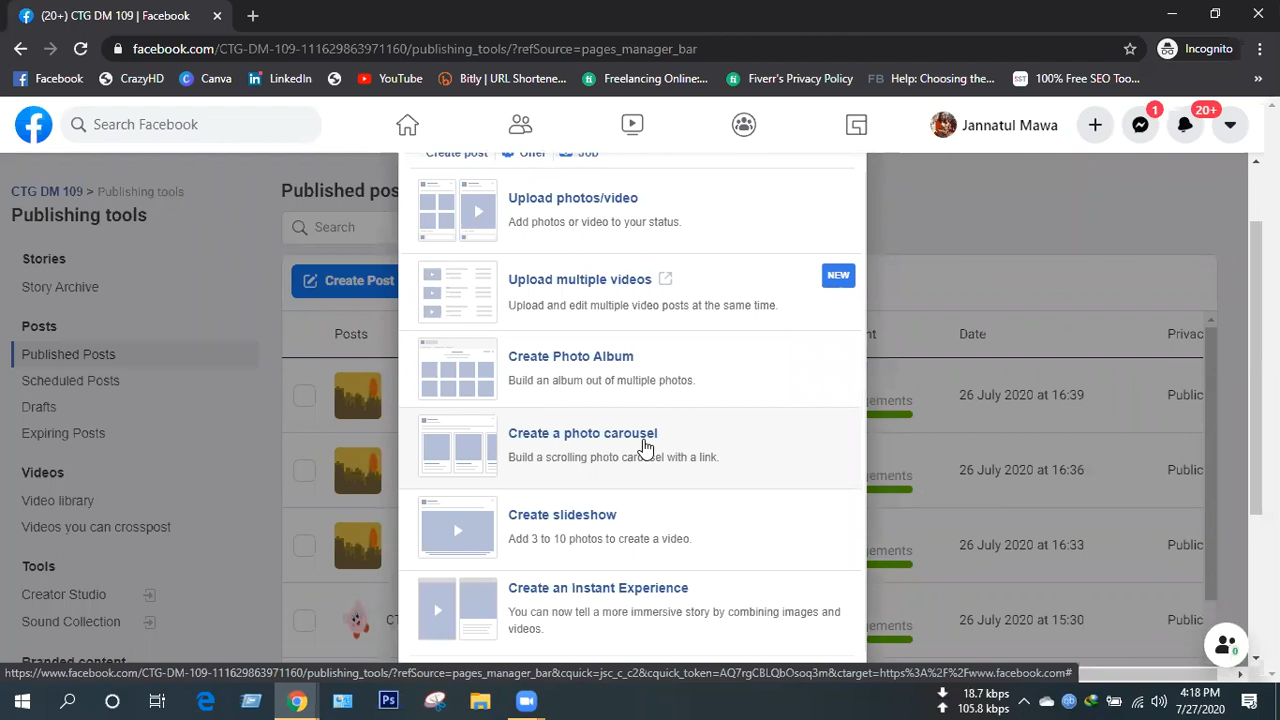 (20+) CTG DM 109 | Facebook
facebook.com/CTG-DM-109-111629863971160/publishing_tools/?refSource=pages_manager_bar
Incognito
Facebook
CrazyHD
Canva
LinkedIn
YouTube
Bitly | URL Shortene...
Freelancing Online:...
Fiverr's Privacy Policy
FB Help: Choosing the...
SST 100% Free SEO Too...
»
Search Facebook
Jannatul Mawa
1
20+
CTG DM 109 > Publishing tools
Publishing tools
Stories
Story Archive
Posts
Published Posts
Scheduled Posts
Drafts
Expiring Posts
Videos
Video library
Videos you can crosspost
Tools
Creator Studio
Sound Collection
Branded content
Published pos
Search
Create Post
Posts
CT
Create post
Offer
Job
Upload photos/video
Add photos or video to your status.
Upload multiple videos
NEW
Upload and edit multiple video posts at the same time.
Create Photo Album
Build an album out of multiple photos.
Create a photo carousel
Build a scrolling photo carousel with a link.
Create slideshow
Add 3 to 10 photos to create a video.
Create an Instant Experience
You can now tell a more immersive story by combining images and
videos.
nt
Date
Privac
agements
26 July 2020 at 16:39
Public
agements
26 July 2020 at 16:36
Public
agements
26 July 2020 at 16:33
Public
agements
26 July 2020 at 15:30
Public
0
https://www.facebook.com/CTG-DM-109-111629863971160/publishing_tools/?refSource=pages_manager_bar&cquick=jsc_c_c2&cquick_token=AQ7rgCBLQbOsoq3m&ctarget=https%3A%2F%2Fwww.facebook.com#
18.7 kbps
105.8 kbps
4:18 PM
7/27/2020